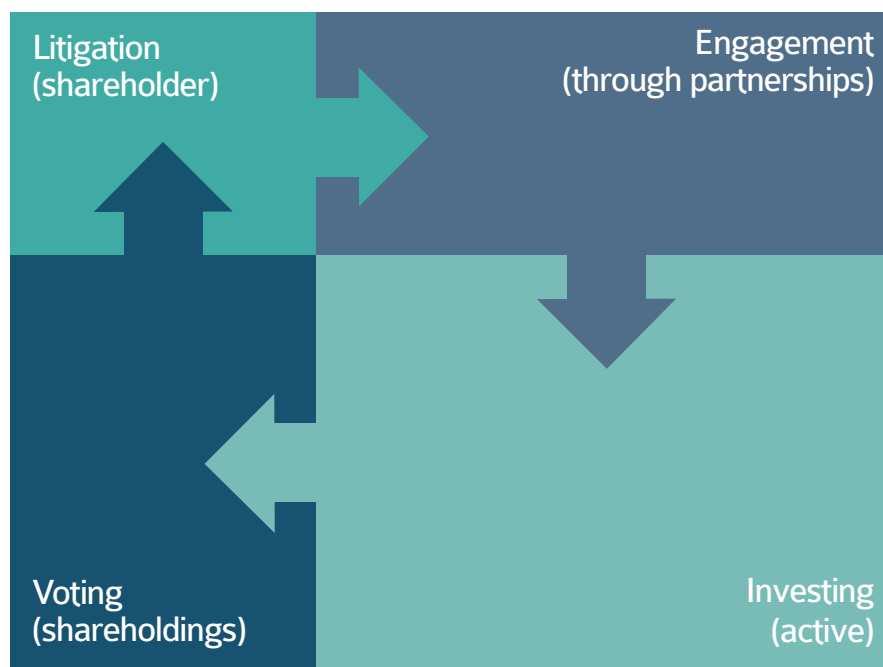 Litigation
(shareholder)
Engagement
(through partnerships)
Voting
(shareholdings)
Investing
(active)